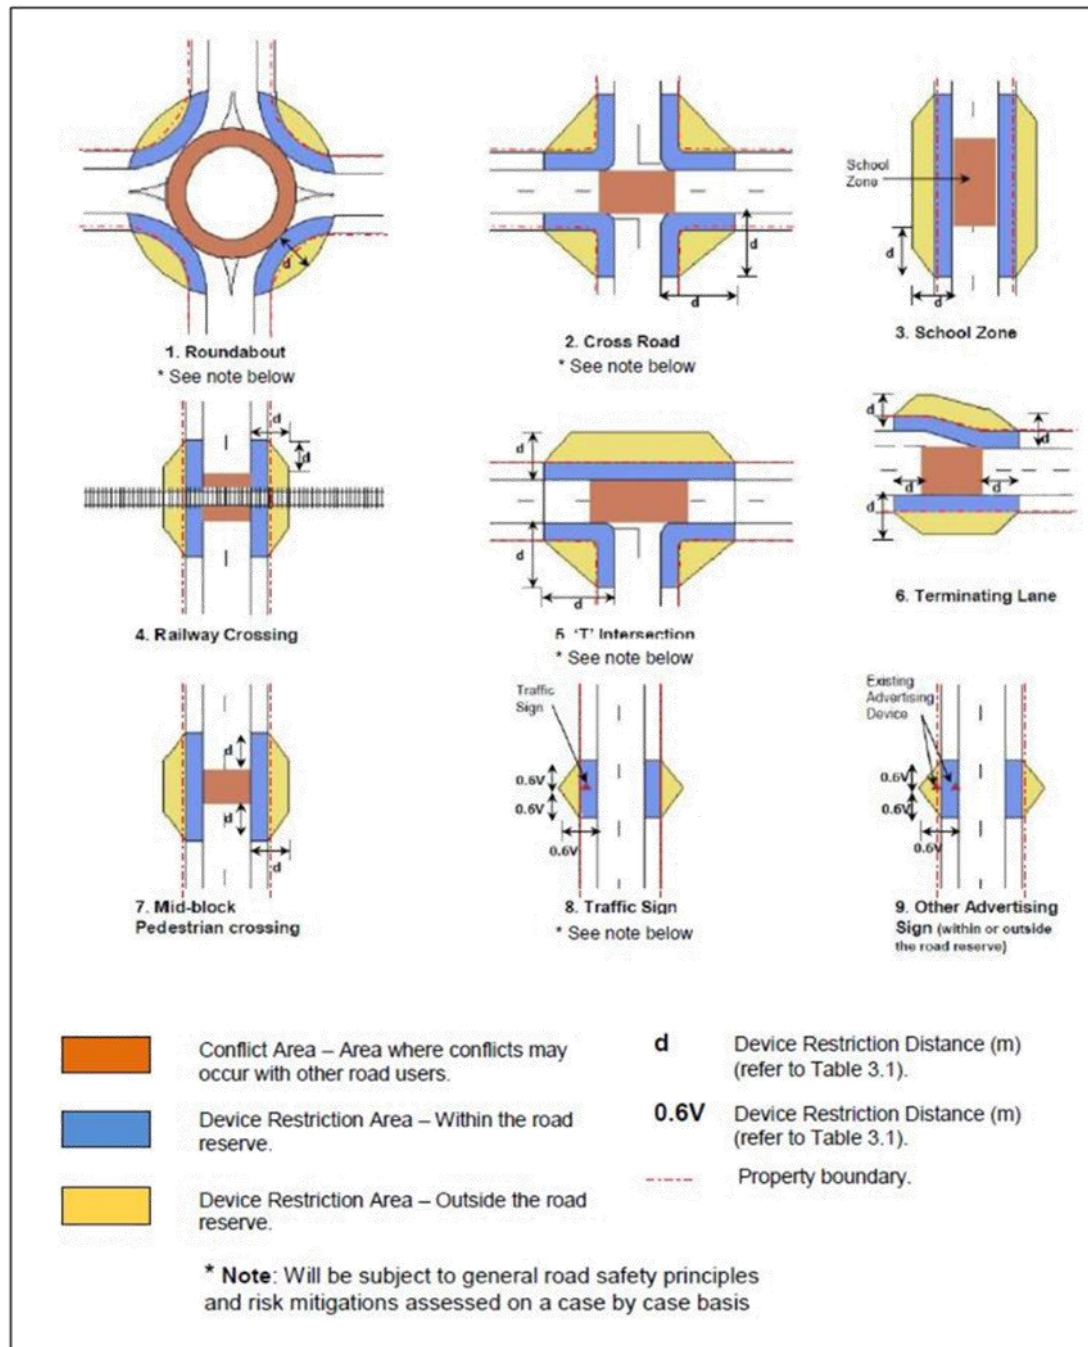 School
Zone
d
d
d
d
d
1. Roundabout
* See note below
2. Cross Road
* See note below
3. School Zone
d
d
d
d
d
d
d
d
d
d
4. Railway Crossing
5. 'T' Intersection
* See note below
6. Terminating Lane
Traffic
Sign
Existing
Advertising
Device
d
d
d
0.6V
0.6V
0.6V
0.6V
0.6V
0.6V
7. Mid-block
Pedestrian crossing
8. Traffic Sign
* See note below
9. Other Advertising
Sign (within or outside
the road reserve)
Conflict Area – Area where conflicts may
occur with other road users.
d Device Restriction Distance (m)
(refer to Table 3.1).
Device Restriction Area – Within the road
reserve.
0.6V Device Restriction Distance (m)
(refer to Table 3.1).
Property boundary.
Device Restriction Area – Outside the road
reserve.
* Note: Will be subject to general road safety principles
and risk mitigations assessed on a case by case basis